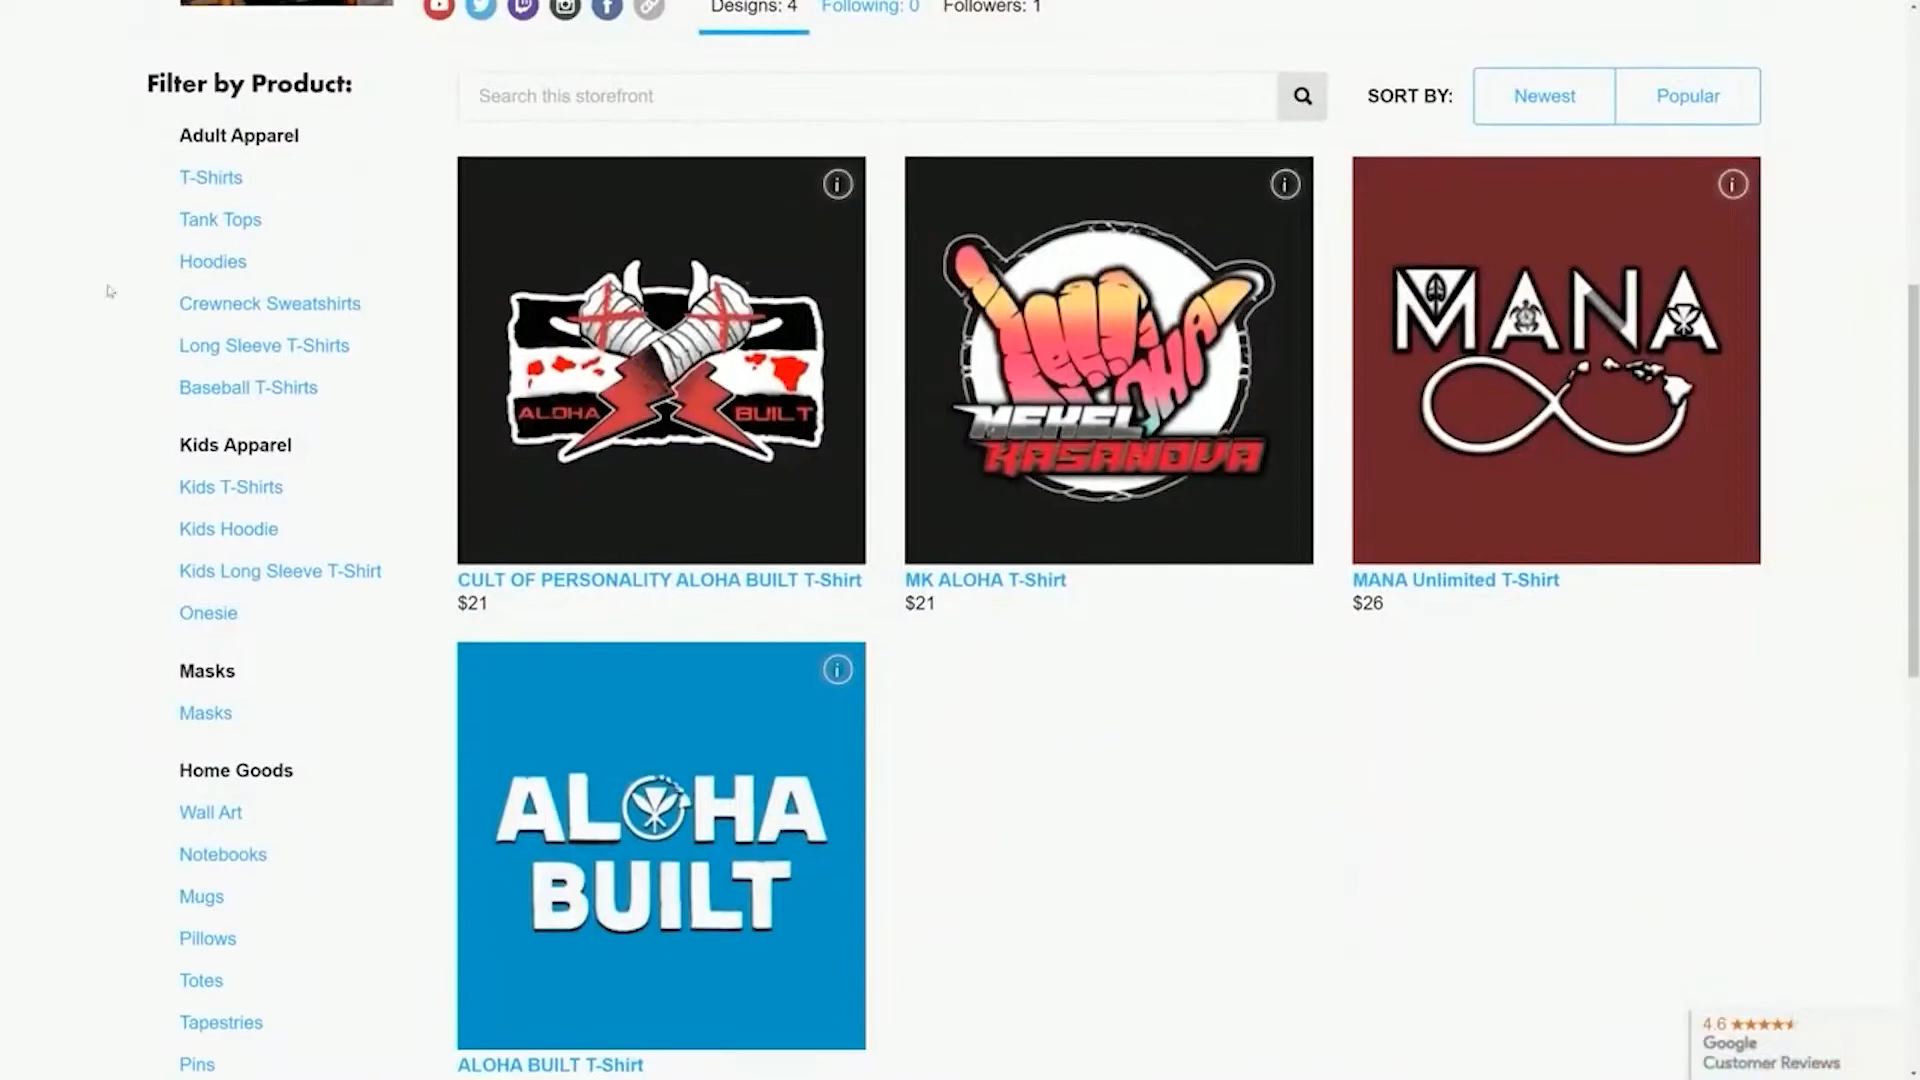 Designs: 4
Following: 0
Followers: 1
Filter by Product:
Search this storefront
SORT BY:
Newest
Popular
Adult Apparel
T-Shirts
Tank Tops
Hoodies
Crewneck Sweatshirts
Long Sleeve T-Shirts
Baseball T-Shirts
Kids Apparel
Kids T-Shirts
Kids Hoodie
Kids Long Sleeve T-Shirt
Onesie
Masks
Masks
Home Goods
Wall Art
Notebooks
Mugs
Pillows
Totes
Tapestries
Pins
ALOHA BUILT
CULT OF PERSONALITY ALOHA BUILT T-Shirt
$21
MEKEL
KASANOVA
MK ALOHA T-Shirt
$21
MANA
MANA Unlimited T-Shirt
$26
ALOHA
BUILT
ALOHA BUILT T-Shirt
4.6
Google
Customer Reviews